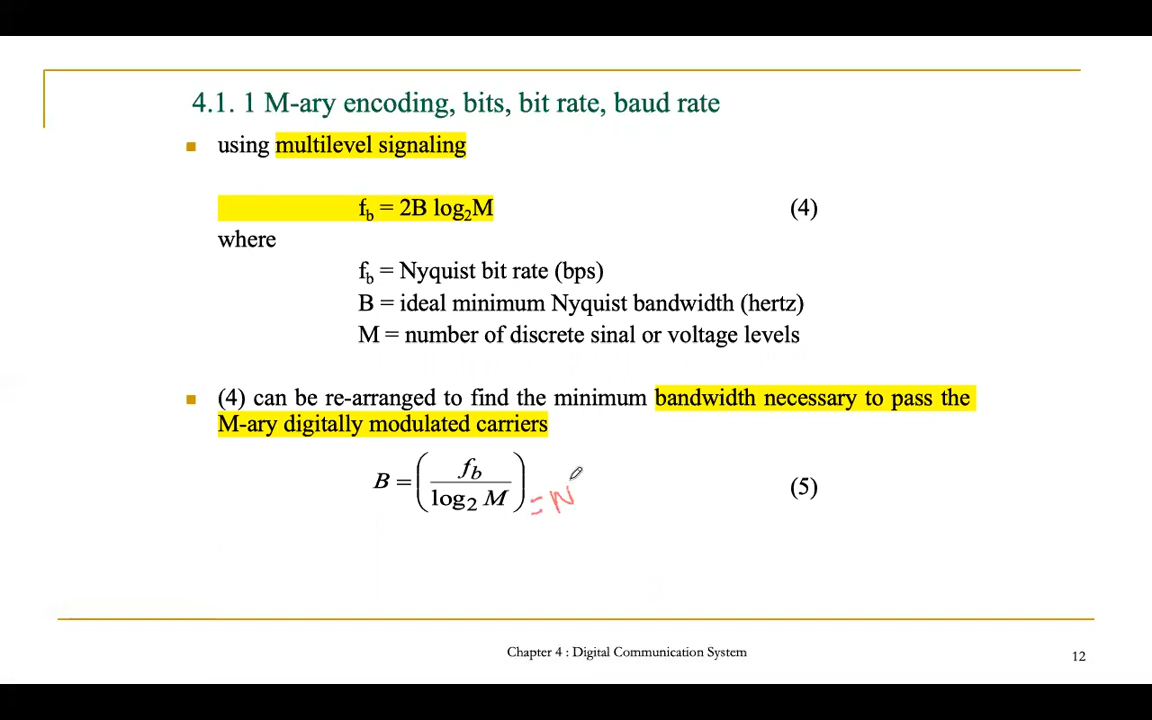 4.1. 1 M-ary encoding, bits, bit rate, baud rate
using multilevel signaling
f_b = 2B log₂M (4)
where
f_b = Nyquist bit rate (bps)
B = ideal minimum Nyquist bandwidth (hertz)
M = number of discrete sinal or voltage levels
(4) can be re-arranged to find the minimum bandwidth necessary to pass the
M-ary digitally modulated carriers
B = ( f_b / log₂ M ) = N (5)
Chapter 4 : Digital Communication System
12